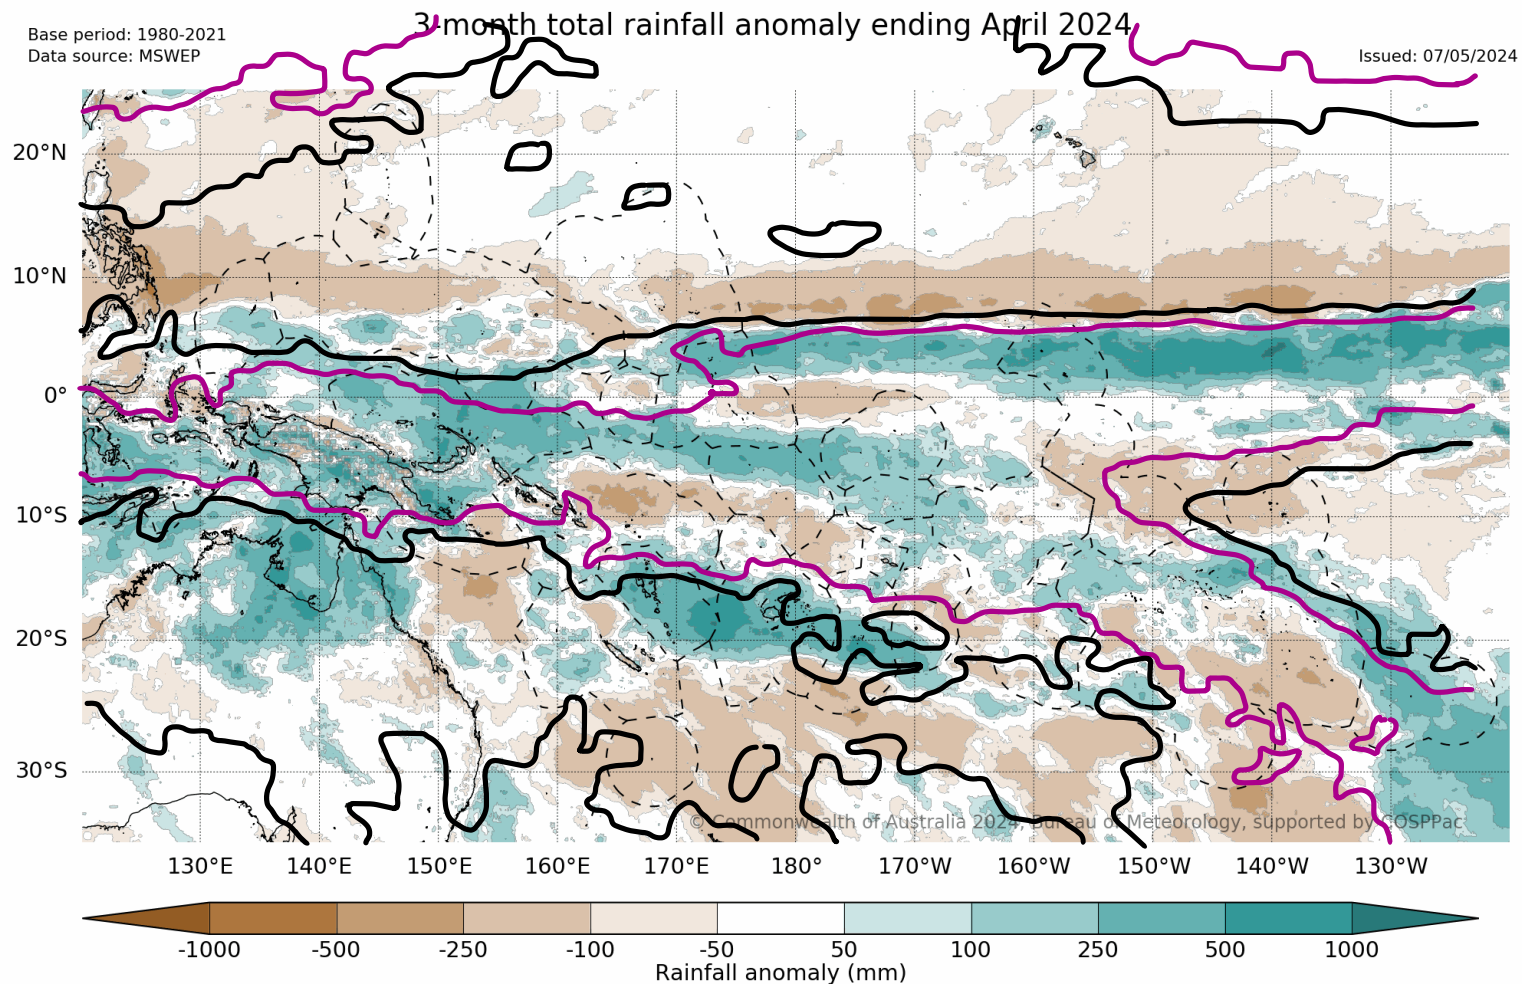 3-month total rainfall anomaly ending April 2024
Base period: 1980-2021
Data source: MSWEP
Issued: 07/05/2024
20°N
10°N
0°
10°S
20°S
30°S
© Commonwealth of Australia 2024, Bureau of Meteorology, supported by COSPPac
130°E 140°E 150°E 160°E 170°E 180° 170°W 160°W 150°W 140°W 130°W
-1000 -500 -250 -100 -50 50 100 250 500 1000
Rainfall anomaly (mm)